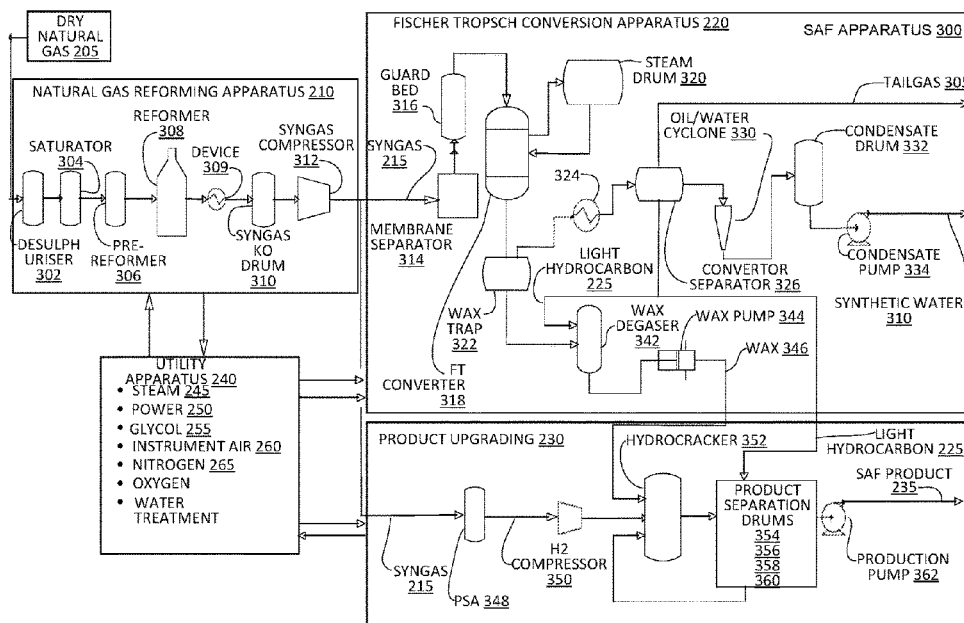 DRY
NATURAL
GAS 205
FISCHER TROPSCH CONVERSION APPARATUS 220
SAF APPARATUS 300
NATURAL GAS REFORMING APPARATUS 210
REFORMER
308
SATURATOR
304
DEVICE
309
SYNGAS
COMPRESSOR
312
DESULPH
URISER
302
PRE-
REFORMER
306
SYNGAS
KO
DRUM
310
SYNGAS
215
GUARD
BED
316
STEAM
DRUM
320
TAILGAS 305
OIL/WATER
CYCLONE 330
CONDENSATE
DRUM 332
324
MEMBRANE
SEPARATOR
314
LIGHT
HYDROCARBON
225
CONVERTOR
SEPARATOR
326
CONDENSATE
PUMP 334
SYNTHETIC WATER
310
WAX
TRAP
322
WAX
DEGASER
342
WAX PUMP 344
WAX 346
FT
CONVERTER
318
UTILITY
APPARATUS 240
• STEAM 245
• POWER 250
• GLYCOL 255
• INSTRUMENT AIR 260
• NITROGEN 265
• OXYGEN
• WATER
TREATMENT
PRODUCT UPGRADING 230
HYDROCRACKER 352
LIGHT
HYDROCARBON 225
SAF PRODUCT
235
PRODUCT
SEPARATION
DRUMS
354
356
358
360
SYNGAS
215
PSA 348
H2
COMPRESSOR
350
PRODUCTION
PUMP 362